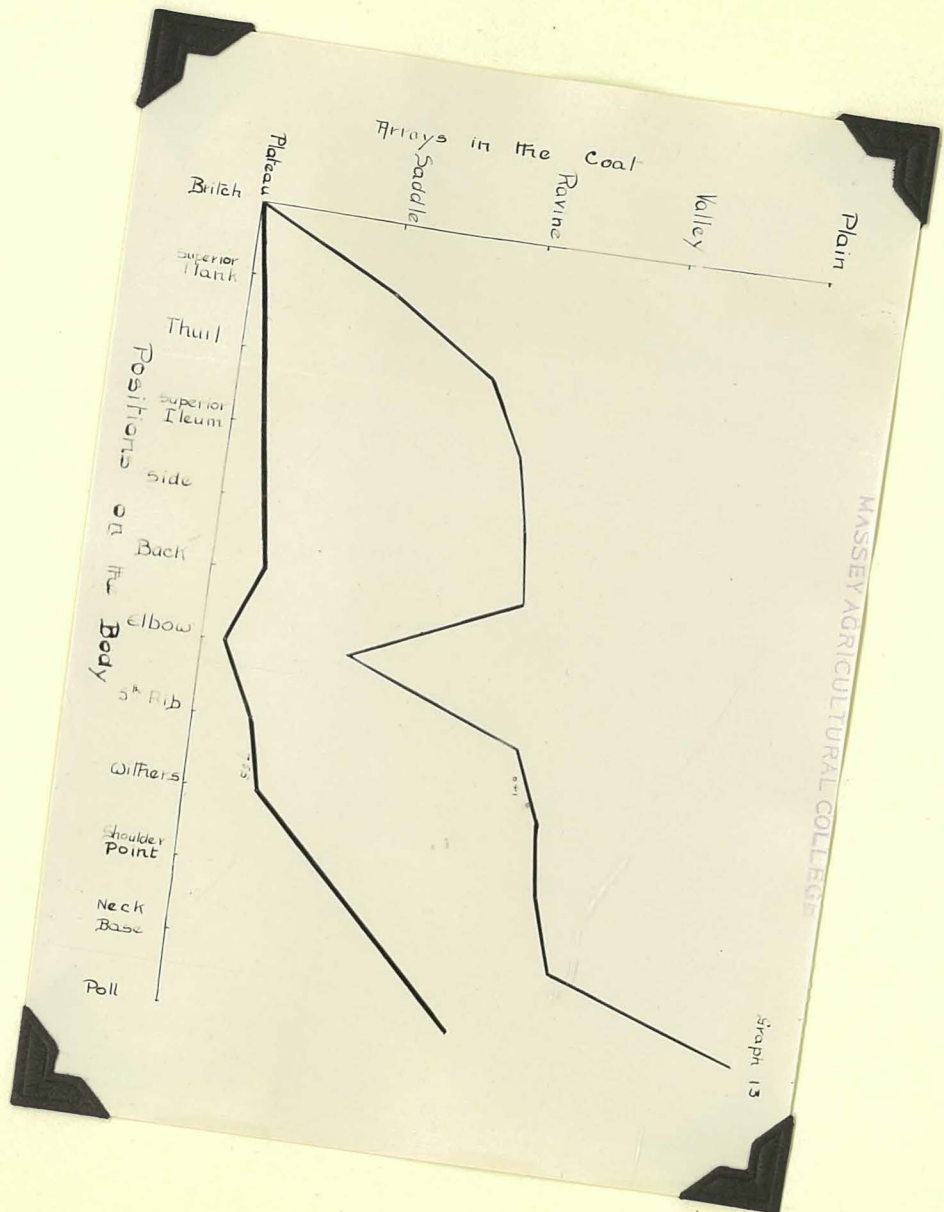 Arrays in the Coat
Plateau
Saddle
Ravine
Valley
Plain
Britch
Superior
Flank
Thurl
Superior
Ileum
Side
Back
Elbow
5th Rib
Withers
Shoulder
Point
Neck
Base
Poll
Positions on the Body
MASSEY AGRICULTURAL COLLEGE
Graph 13